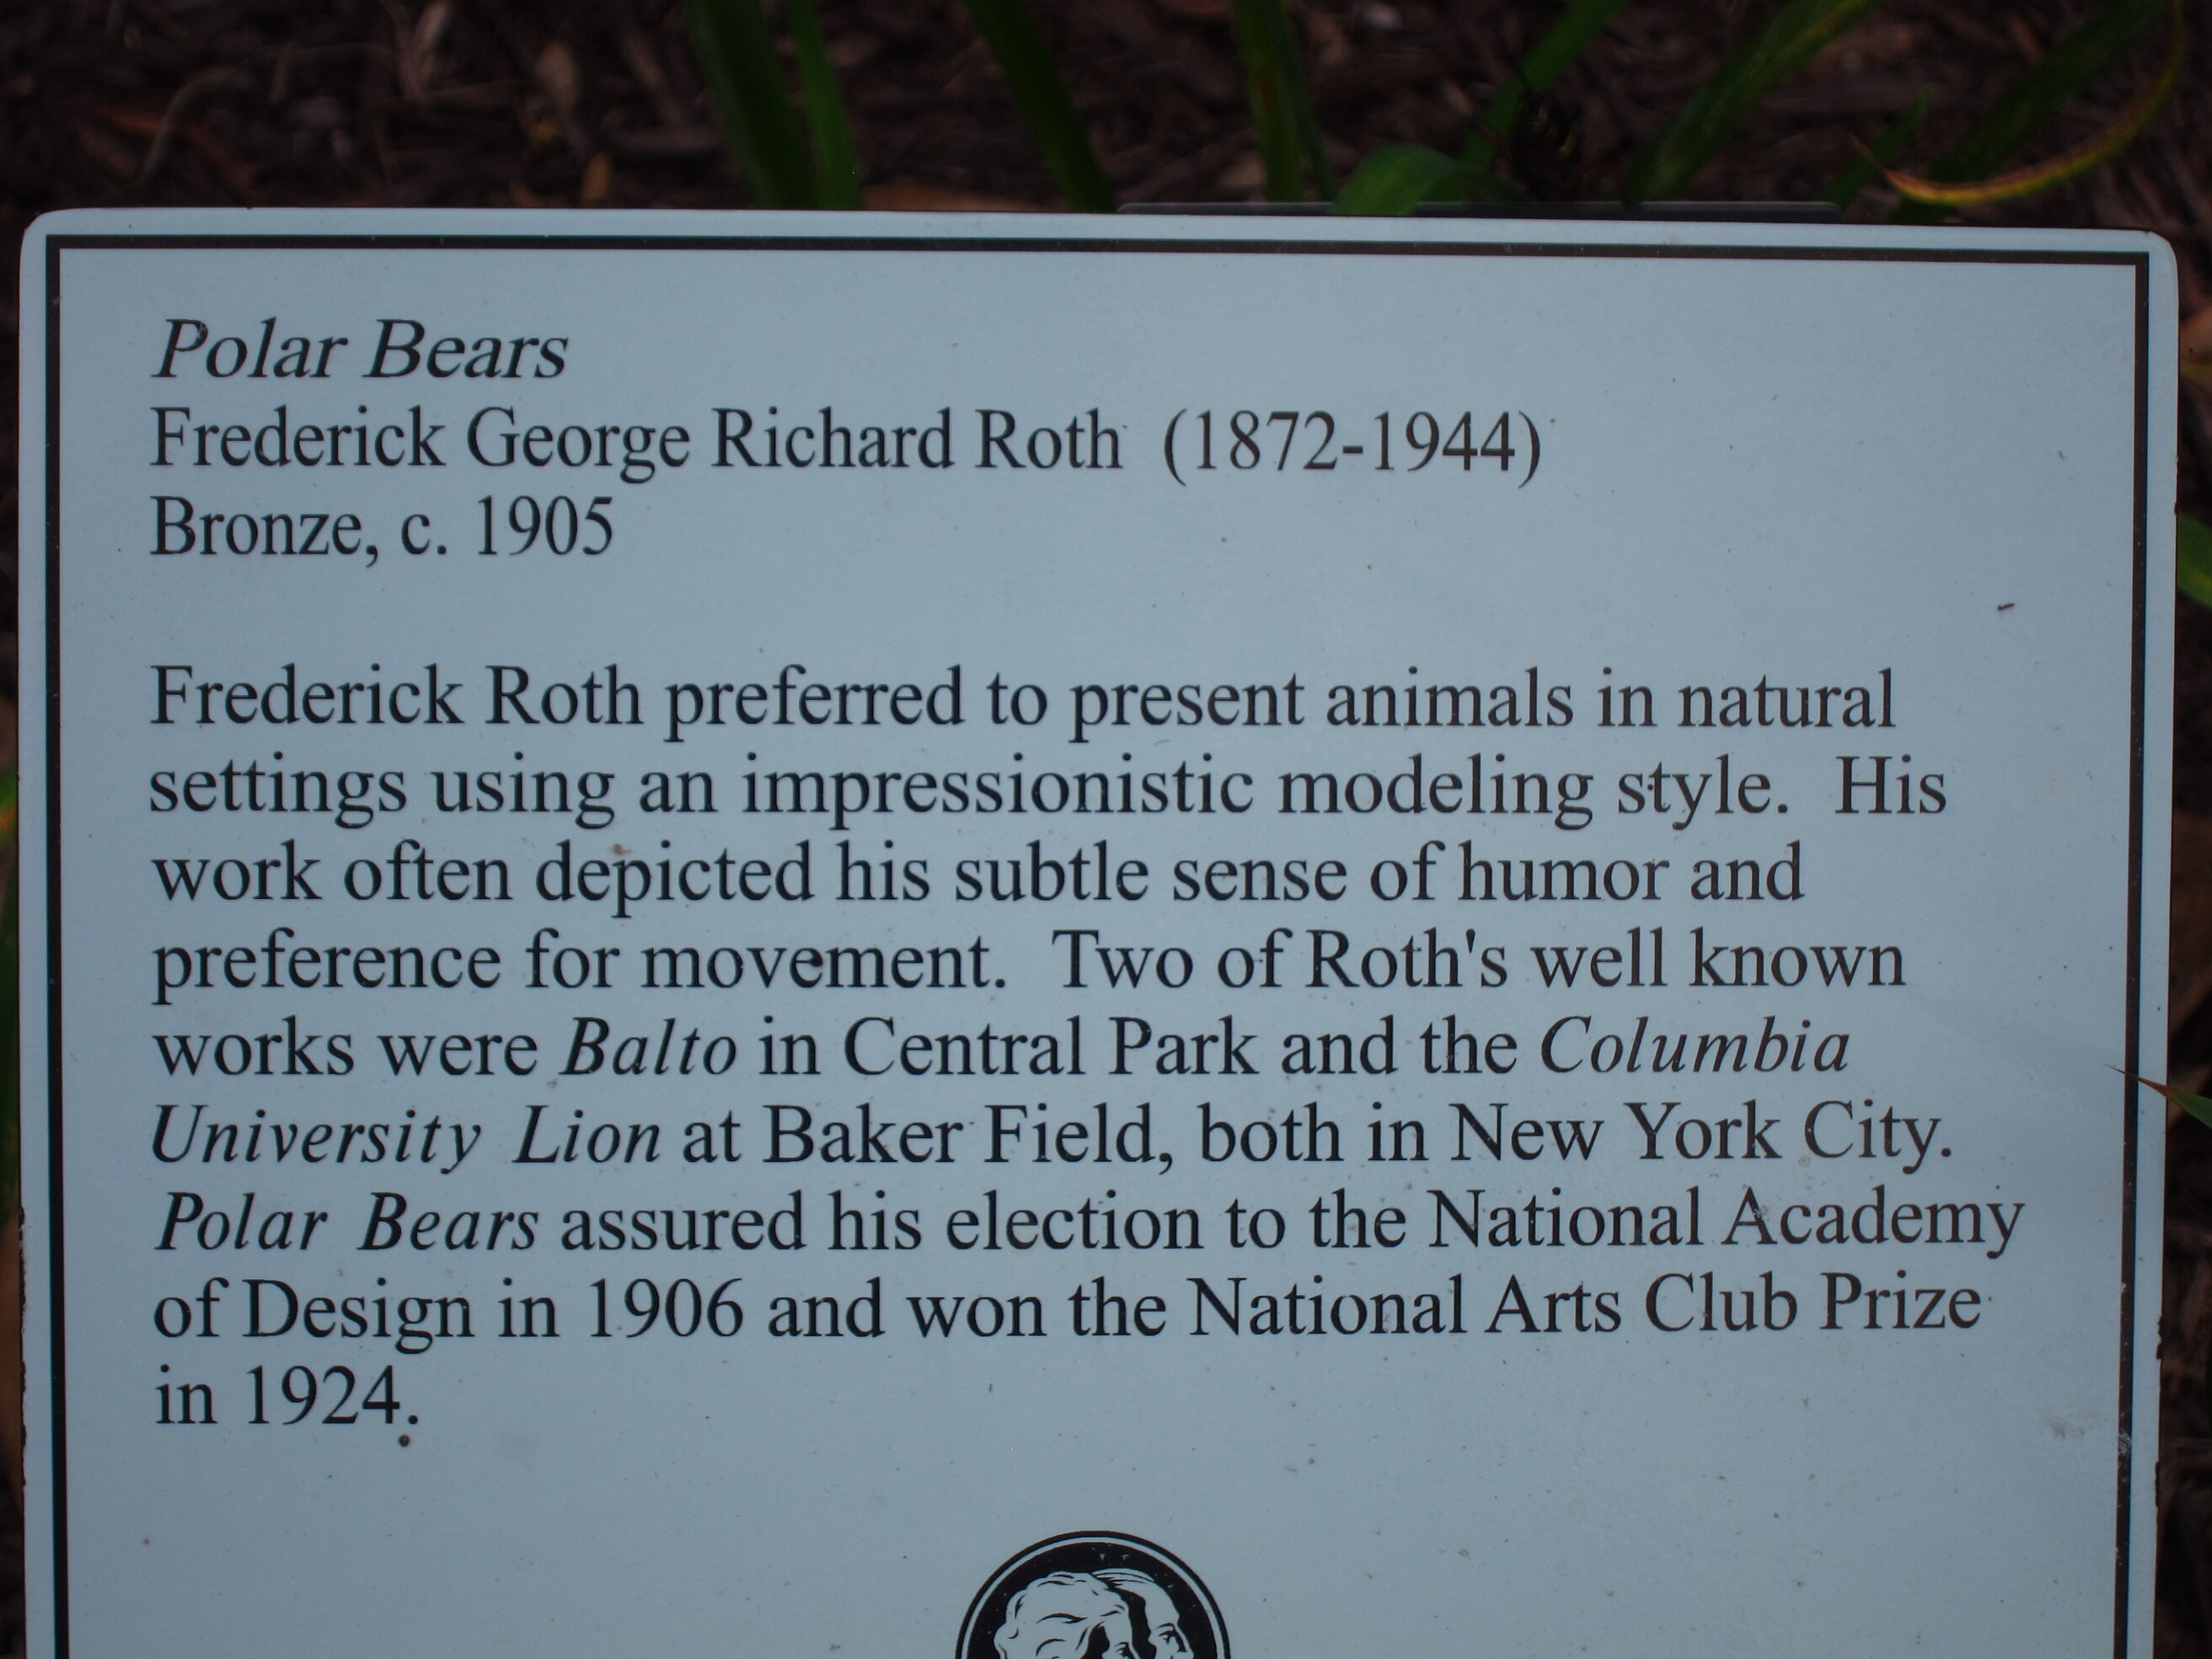 Polar Bears
Frederick George Richard Roth (1872-1944)
Bronze, c. 1905
Frederick Roth preferred to present animals in natural
settings using an impressionistic modeling style. His
work often depicted his subtle sense of humor and
preference for movement. Two of Roth's well known
works were Balto in Central Park and the Columbia
University Lion at Baker Field, both in New York City.
Polar Bears assured his election to the National Academy
of Design in 1906 and won the National Arts Club Prize
in 1924.